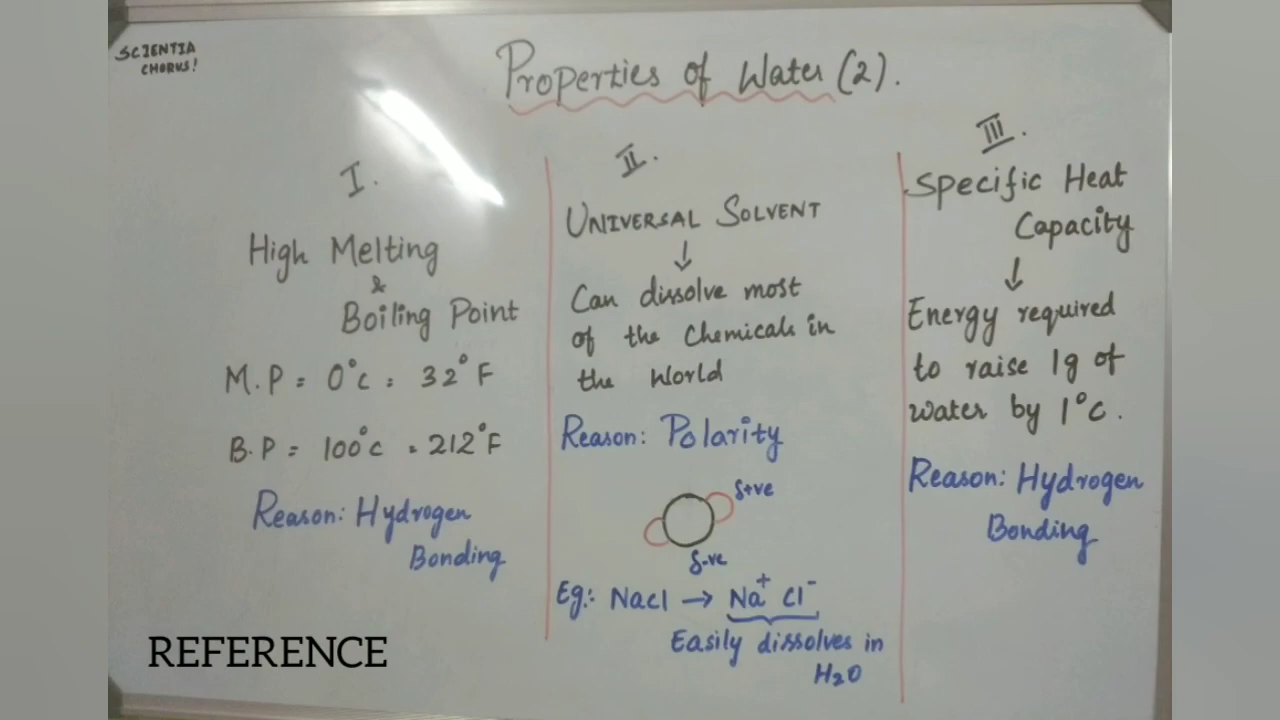 SCIENTIA
CHORUS!
Properties of Water (2).
I.
High Melting
&
Boiling Point
M.P = 0°c = 32°F
B.P = 100°c = 212°F
Reason: Hydrogen
Bonding
II.
UNIVERSAL SOLVENT
↓
Can dissolve most
of the Chemicals in
the World
Reason: Polarity
δ+ve
δ-ve
Eg:- NaCl → Na⁺ Cl⁻
Easily dissolves in
H₂O
III.
Specific Heat
Capacity
↓
Energy required
to raise 1g of
water by 1°c.
Reason: Hydrogen
Bonding
REFERENCE